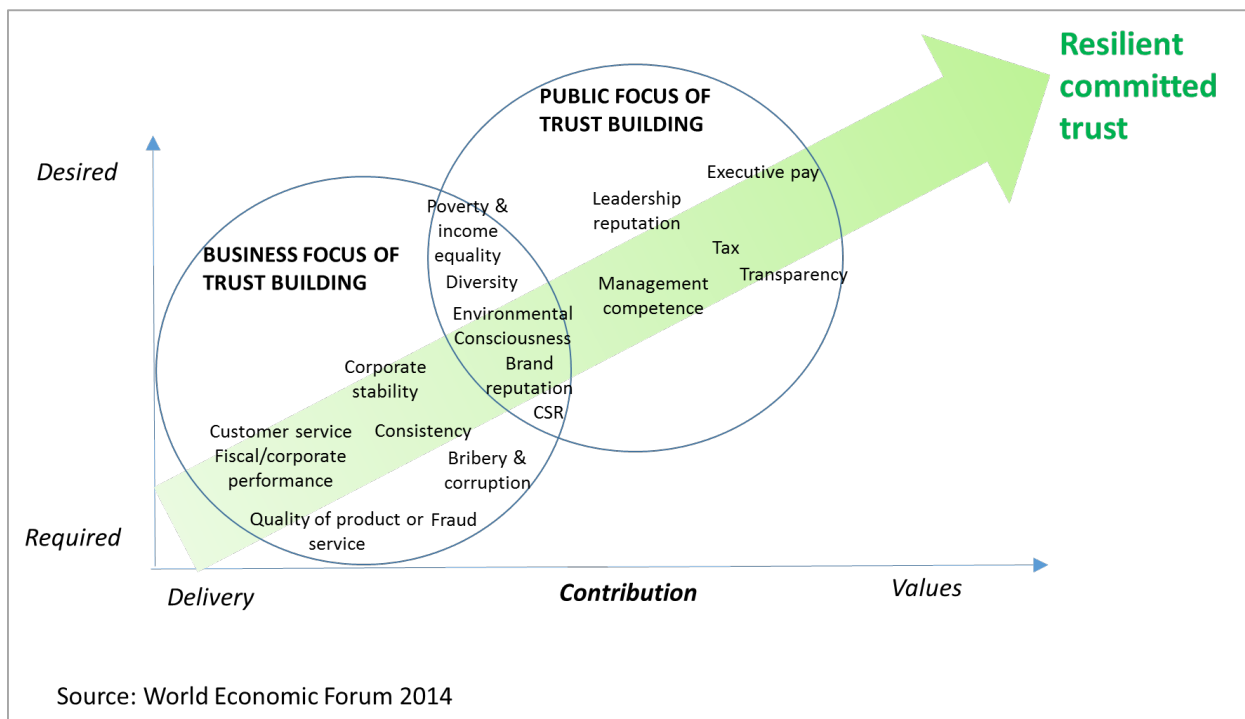 Resilient
committed
trust
PUBLIC FOCUS OF
TRUST BUILDING
Desired
Executive pay
Leadership
reputation
Poverty &
income
equality
BUSINESS FOCUS OF
TRUST BUILDING
Tax
Transparency
Diversity
Management
competence
Environmental
Consciousness
Brand
reputation
CSR
Corporate
stability
Customer service
Consistency
Fiscal/corporate
performance
Bribery &
corruption
Quality of product or
service
Fraud
Required
Delivery
Contribution
Values
Source: World Economic Forum 2014